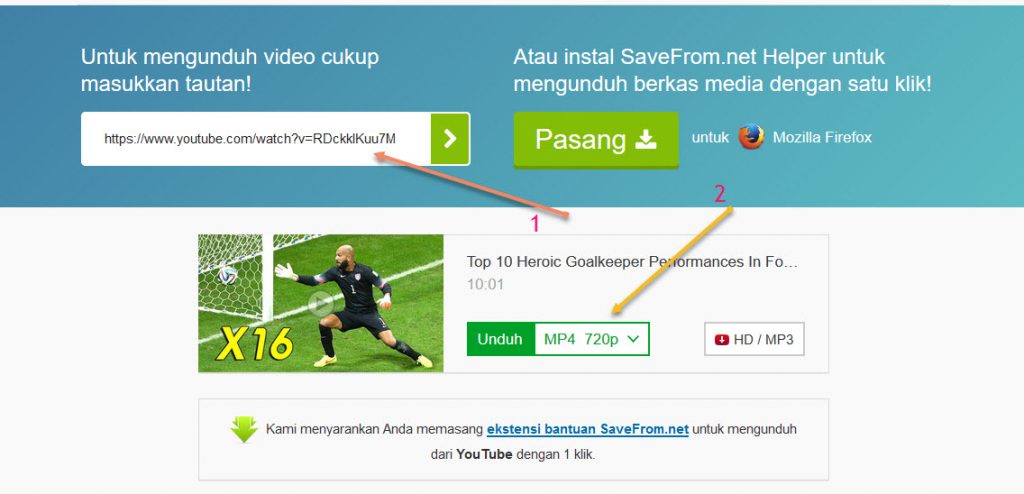 Untuk mengunduh video cukup
masukkan tautan!
https://www.youtube.com/watch?v=RDckklKuu7M
Atau instal SaveFrom.net Helper untuk
mengunduh berkas media dengan satu klik!
Pasang untuk Mozilla Firefox
1
2
X16
Top 10 Heroic Goalkeeper Performances In Fo…
10:01
Unduh MP4 720p HD / MP3
Kami menyarankan Anda memasang ekstensi bantuan SaveFrom.net untuk mengunduh
dari YouTube dengan 1 klik.